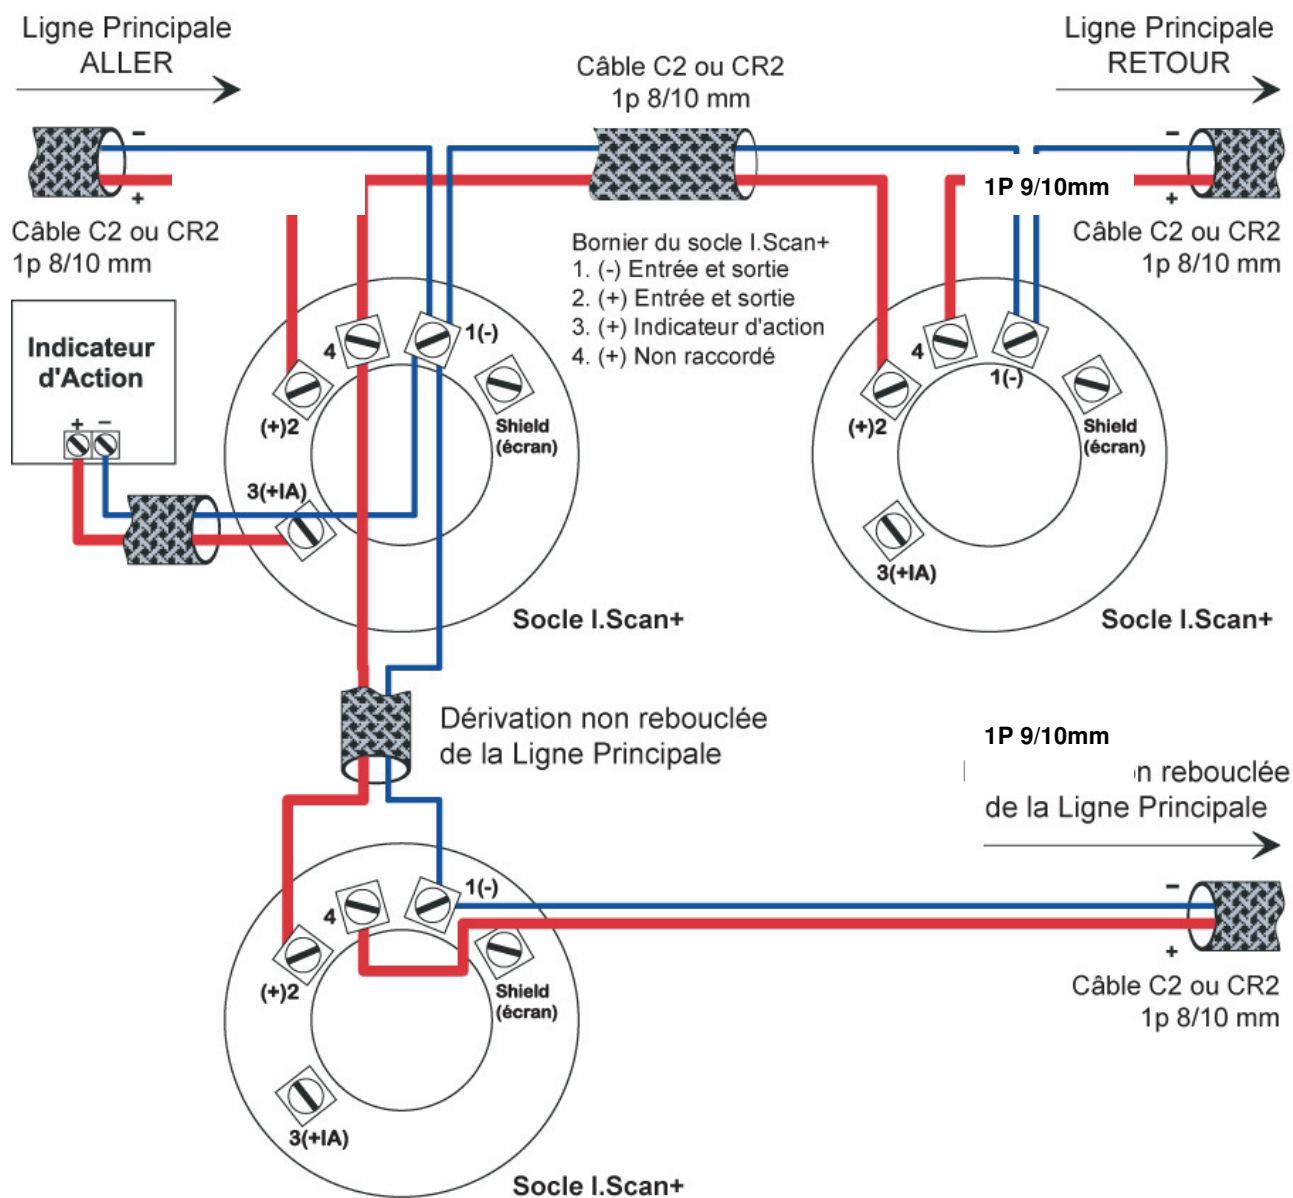 Ligne Principale
ALLER
Câble C2 ou CR2
1p 8/10 mm
Ligne Principale
RETOUR
-
+
Câble C2 ou CR2
1p 8/10 mm
-
1P 9/10mm
+
Câble C2 ou CR2
1p 8/10 mm
Bornier du socle I.Scan+
1. (-) Entrée et sortie
2. (+) Entrée et sortie
3. (+) Indicateur d'action
4. (+) Non raccordé
Indicateur
d'Action
+ -
4
1(-)
(+)2
Shield
(écran)
3(+IA)
Socle I.Scan+
4
1(-)
(+)2
Shield
(écran)
3(+IA)
Socle I.Scan+
Dérivation non rebouclée
de la Ligne Principale
1P 9/10mm
n rebouclée
de la Ligne Principale
4
1(-)
(+)2
Shield
(écran)
3(+IA)
Socle I.Scan+
-
+
Câble C2 ou CR2
1p 8/10 mm